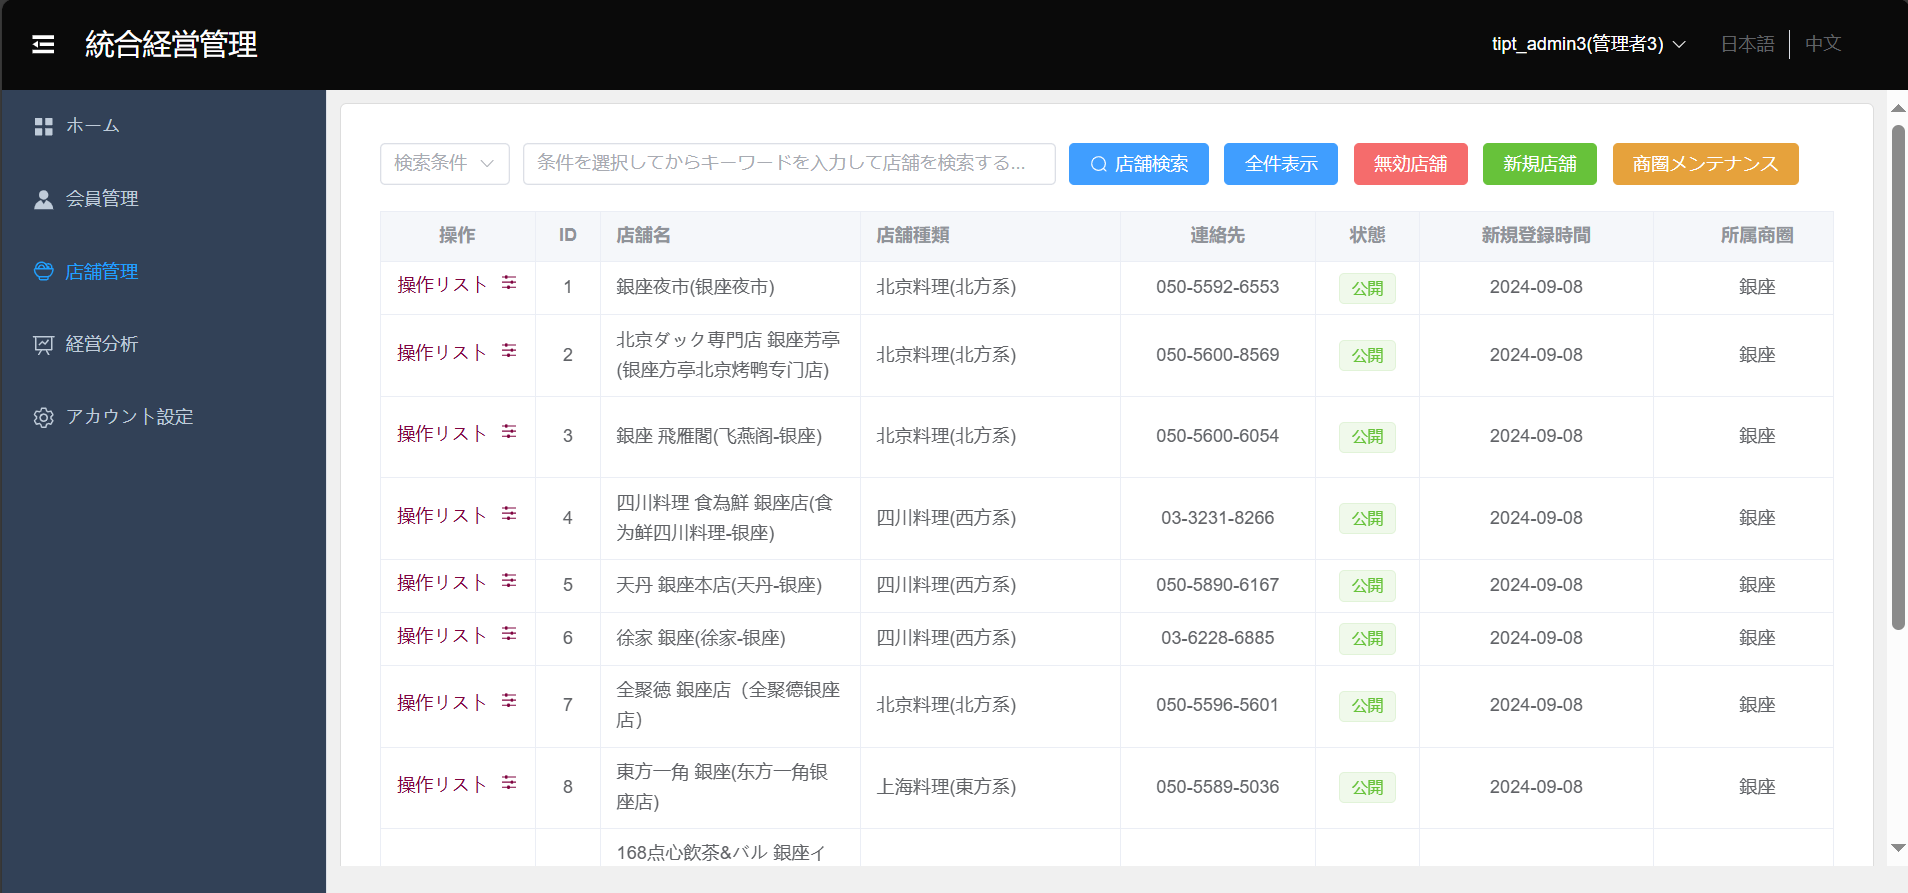 統合経営管理
tipt_admin3(管理者3)
日本語 中文
ホーム
会員管理
店舗管理
経営分析
アカウント設定
検索条件 条件を選択してからキーワードを入力して店舗を検索する... 店舗検索 全件表示 無効店舗 新規店舗 商圏メンテナンス
操作 ID 店舗名 店舗種類 連絡先 状態 新規登録時間 所属商圏
操作リスト 1 銀座夜市(银座夜市) 北京料理(北方系) 050-5592-6553 公開 2024-09-08 銀座
北京ダック専門店 銀座芳亭
操作リスト 2 北京料理(北方系) 050-5600-8569 公開 2024-09-08 銀座
(银座方亭北京烤鸭专门店)
操作リスト 3 銀座 飛雁閣(飞燕阁-银座) 北京料理(北方系) 050-5600-6054 公開 2024-09-08 銀座
四川料理 食為鮮 銀座店(食
操作リスト 4 四川料理(西方系) 03-3231-8266 公開 2024-09-08 銀座
为鲜四川料理-银座)
操作リスト 5 天丹 銀座本店(天丹-银座) 四川料理(西方系) 050-5890-6167 公開 2024-09-08 銀座
操作リスト 6 徐家 銀座(徐家-银座) 四川料理(西方系) 03-6228-6885 公開 2024-09-08 銀座
全聚徳 銀座店（全聚德银座
操作リスト 7 北京料理(北方系) 050-5596-5601 公開 2024-09-08 銀座
店）
東方一角 銀座(东方一角银
操作リスト 8 上海料理(東方系) 050-5589-5036 公開 2024-09-08 銀座
座店)
168点心飲茶&バル 銀座イ